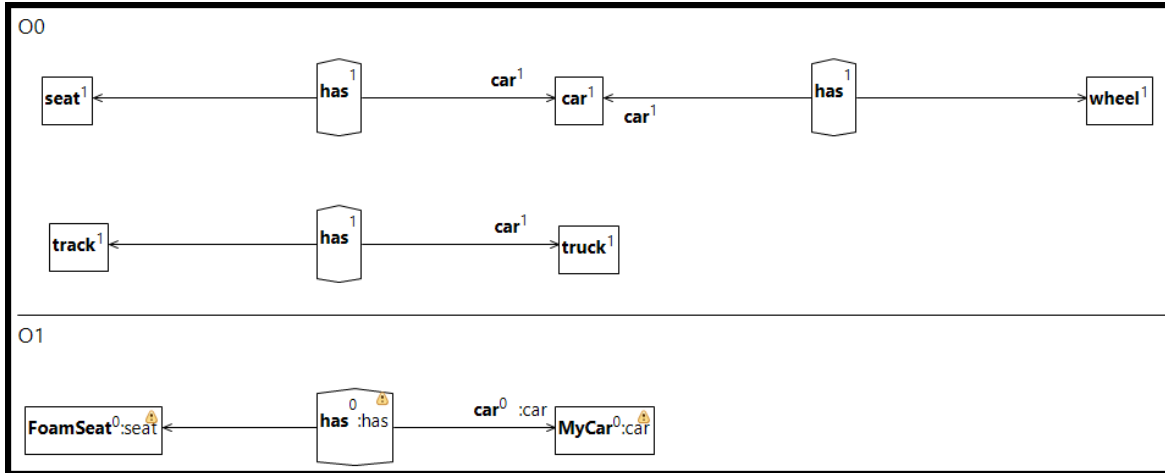 O0
seat1 has1 car1 car1 car1 has1 wheel1
track1 has1 car1 truck1
O1
FoamSeat0:seat has0:has car0 :car MyCar0:car